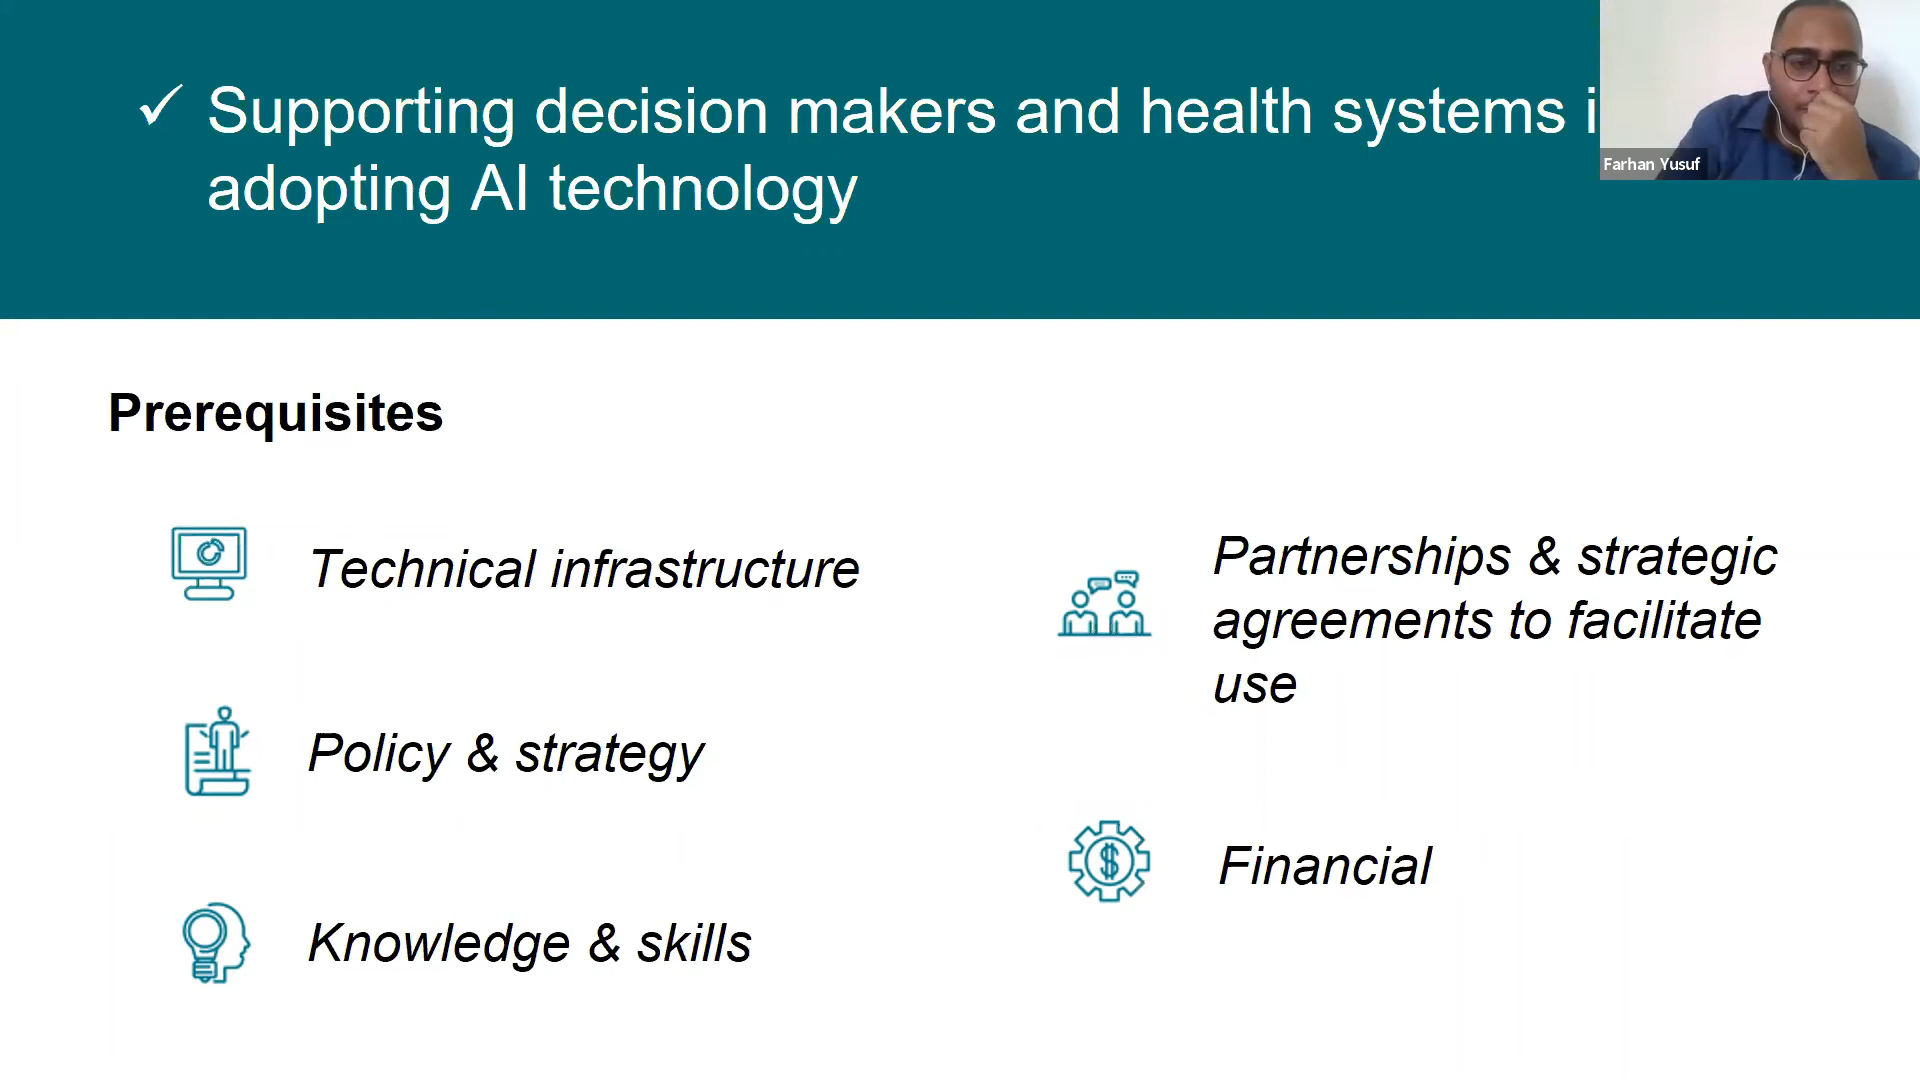 ✓ Supporting decision makers and health systems i
adopting AI technology
Farhan Yusuf
Prerequisites
Technical infrastructure
Policy & strategy
Knowledge & skills
Partnerships & strategic
agreements to facilitate
use
Financial